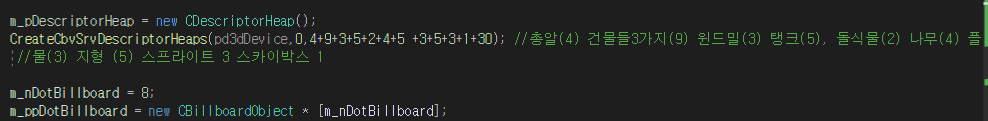 m_pDescriptorHeap = new CDescriptorHeap();
CreateCbvSrvDescriptorHeaps(pd3dDevice,0,4+9+3+5+2+4+5 +3+5+3+1+30); //총알(4) 건물들3가지(9) 윈드밀(3) 탱크(5), 돌식물(2) 나무(4) 플
//물(3) 지형 (5) 스프라이트 3 스카이박스 1
m_nDotBillboard = 8;
m_ppDotBillboard = new CBillboardObject * [m_nDotBillboard];